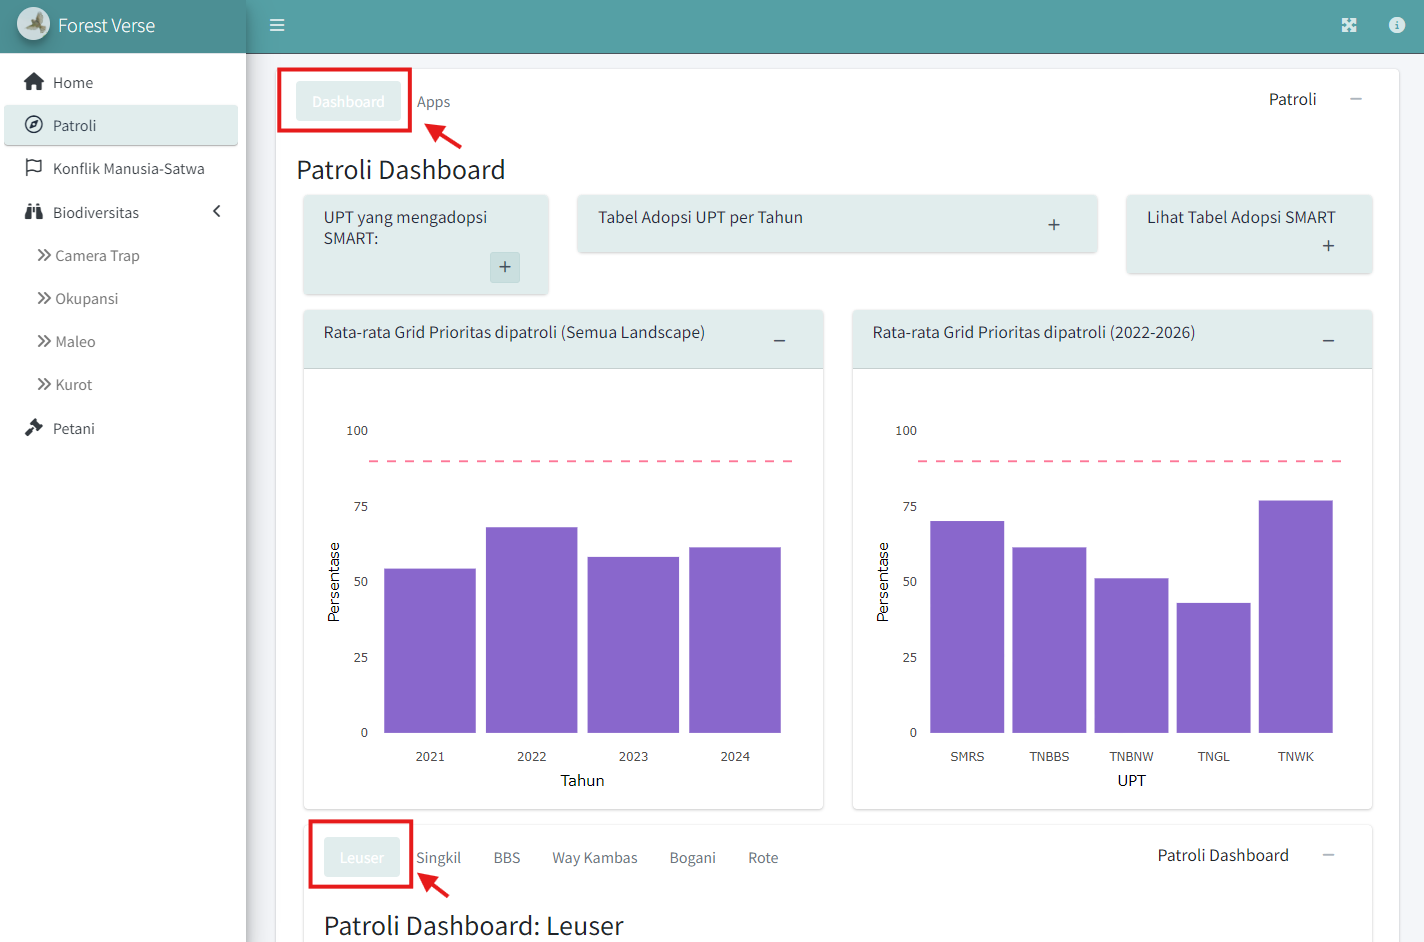 Forest Verse
Home
Patroli
Konflik Manusia-Satwa
Biodiversitas
Camera Trap
Okupansi
Maleo
Kurot
Petani
Dashboard Apps Patroli
Patroli Dashboard
UPT yang mengadopsi
SMART:
Tabel Adopsi UPT per Tahun
Lihat Tabel Adopsi SMART
Rata-rata Grid Prioritas dipatroli (Semua Landscape)
100
75
50
25
0
Persentase
2021 2022 2023 2024
Tahun
Rata-rata Grid Prioritas dipatroli (2022-2026)
100
75
50
25
0
Persentase
SMRS TNBBS TNBNW TNGL TNWK
UPT
Leuser Singkil BBS Way Kambas Bogani Rote Patroli Dashboard
Patroli Dashboard: Leuser